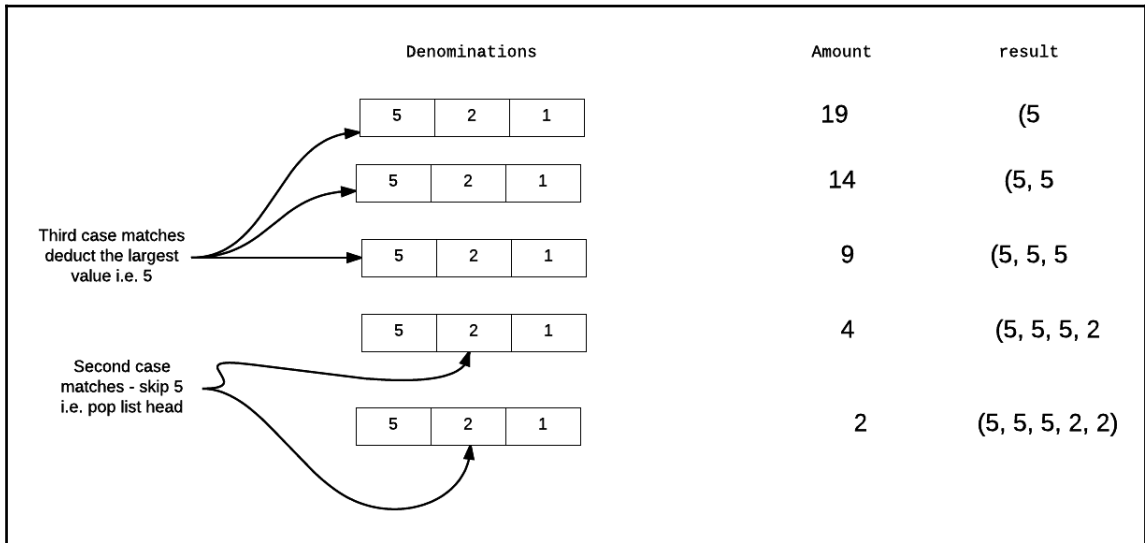 Denominations Amount result
5 2 1 19 (5
5 2 1 14 (5, 5
Third case matches
deduct the largest
value i.e. 5
5 2 1 9 (5, 5, 5
5 2 1 4 (5, 5, 5, 2
Second case
matches - skip 5
i.e. pop list head
5 2 1 2 (5, 5, 5, 2, 2)